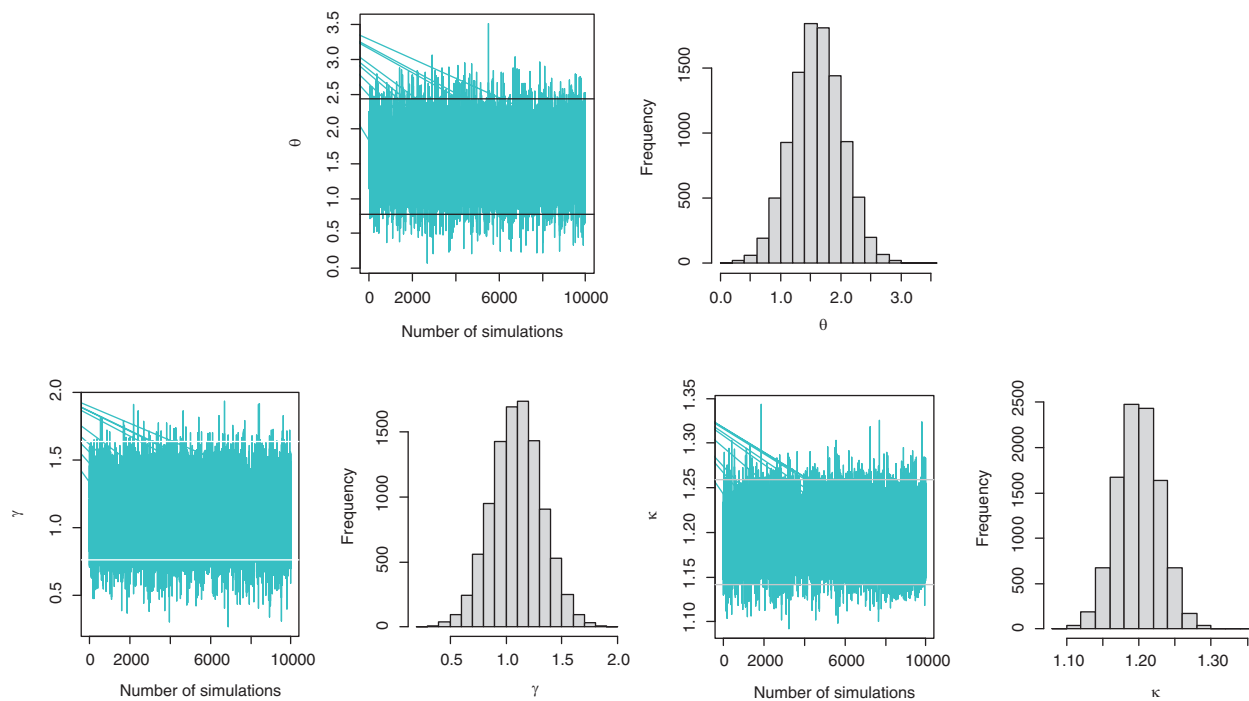 θ
0.0 0.5 1.0 1.5 2.0 2.5 3.0 3.5
0 2000 6000 10000
Number of simulations
Frequency
0 500 1500
0.0 1.0 2.0 3.0
θ
γ
0.5 1.0 1.5 2.0
0 2000 6000 10000
Number of simulations
Frequency
0 500 1500
0.5 1.0 1.5 2.0
γ
κ
1.10 1.15 1.20 1.25 1.30 1.35
0 2000 6000 10000
Number of simulations
Frequency
0 500 1000 1500 2000 2500
1.10 1.20 1.30
κ